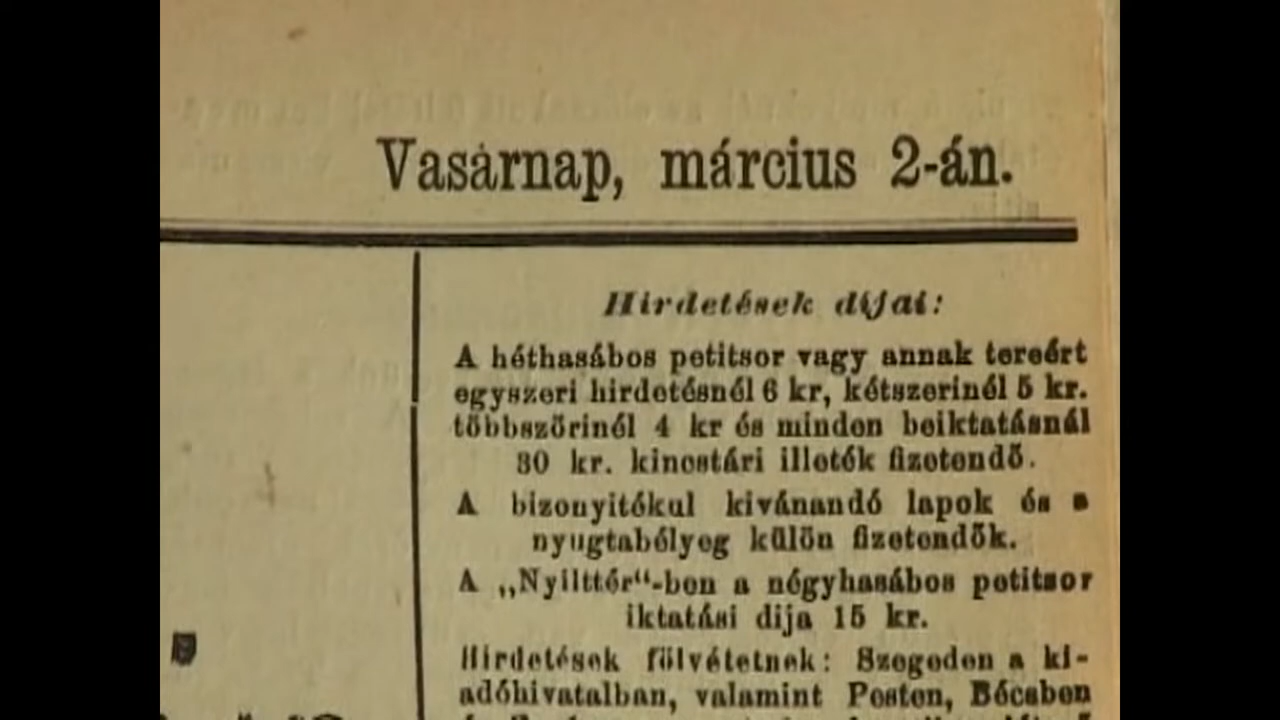 Vasárnap, március 2-án.
Hirdetések díjai:
A héthasábos petitsor vagy annak tereért
egyszeri hirdetésnél 6 kr, kétszerinél 5 kr.
többszörinél 4 kr és minden beiktatásnál
30 kr. kincstári illeték fizetendő.
A bizonyitékul kivánandó lapok és a
nyugtabélyeg külön fizetendők.
A „Nyilttér“-ben a négyhasábos petitsor
iktatási dija 15 kr.
Hirdetések fölvétetnek: Szegeden a ki-
adóhivatalban, valamint Pesten, Bécsben